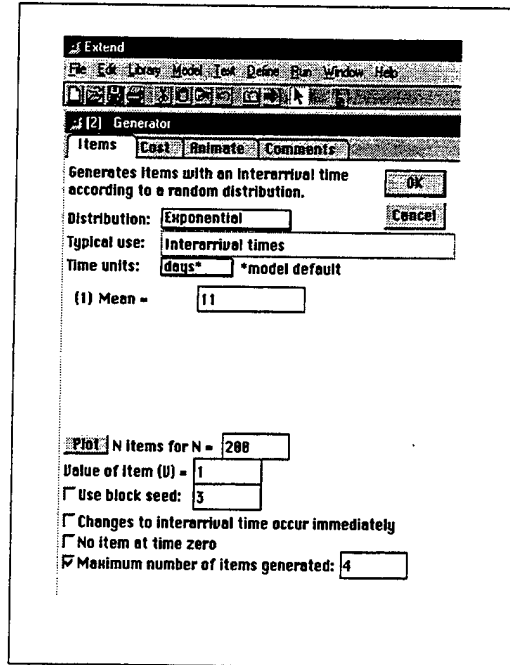 Extend
File Edit Library Model Text Define Run Window Help
[2] Generator
Items Cost Animate Comments
Generates items with an interarrival time
according to a random distribution.
OK
Cancel
Distribution: Exponential
Typical use: Interarrival times
Time units: days* *model default
(1) Mean = 11
Plot N items for N = 200
Value of item (V) = 1
Use block seed: 3
Changes to interarrival time occur immediately
No item at time zero
Maximum number of items generated: 4